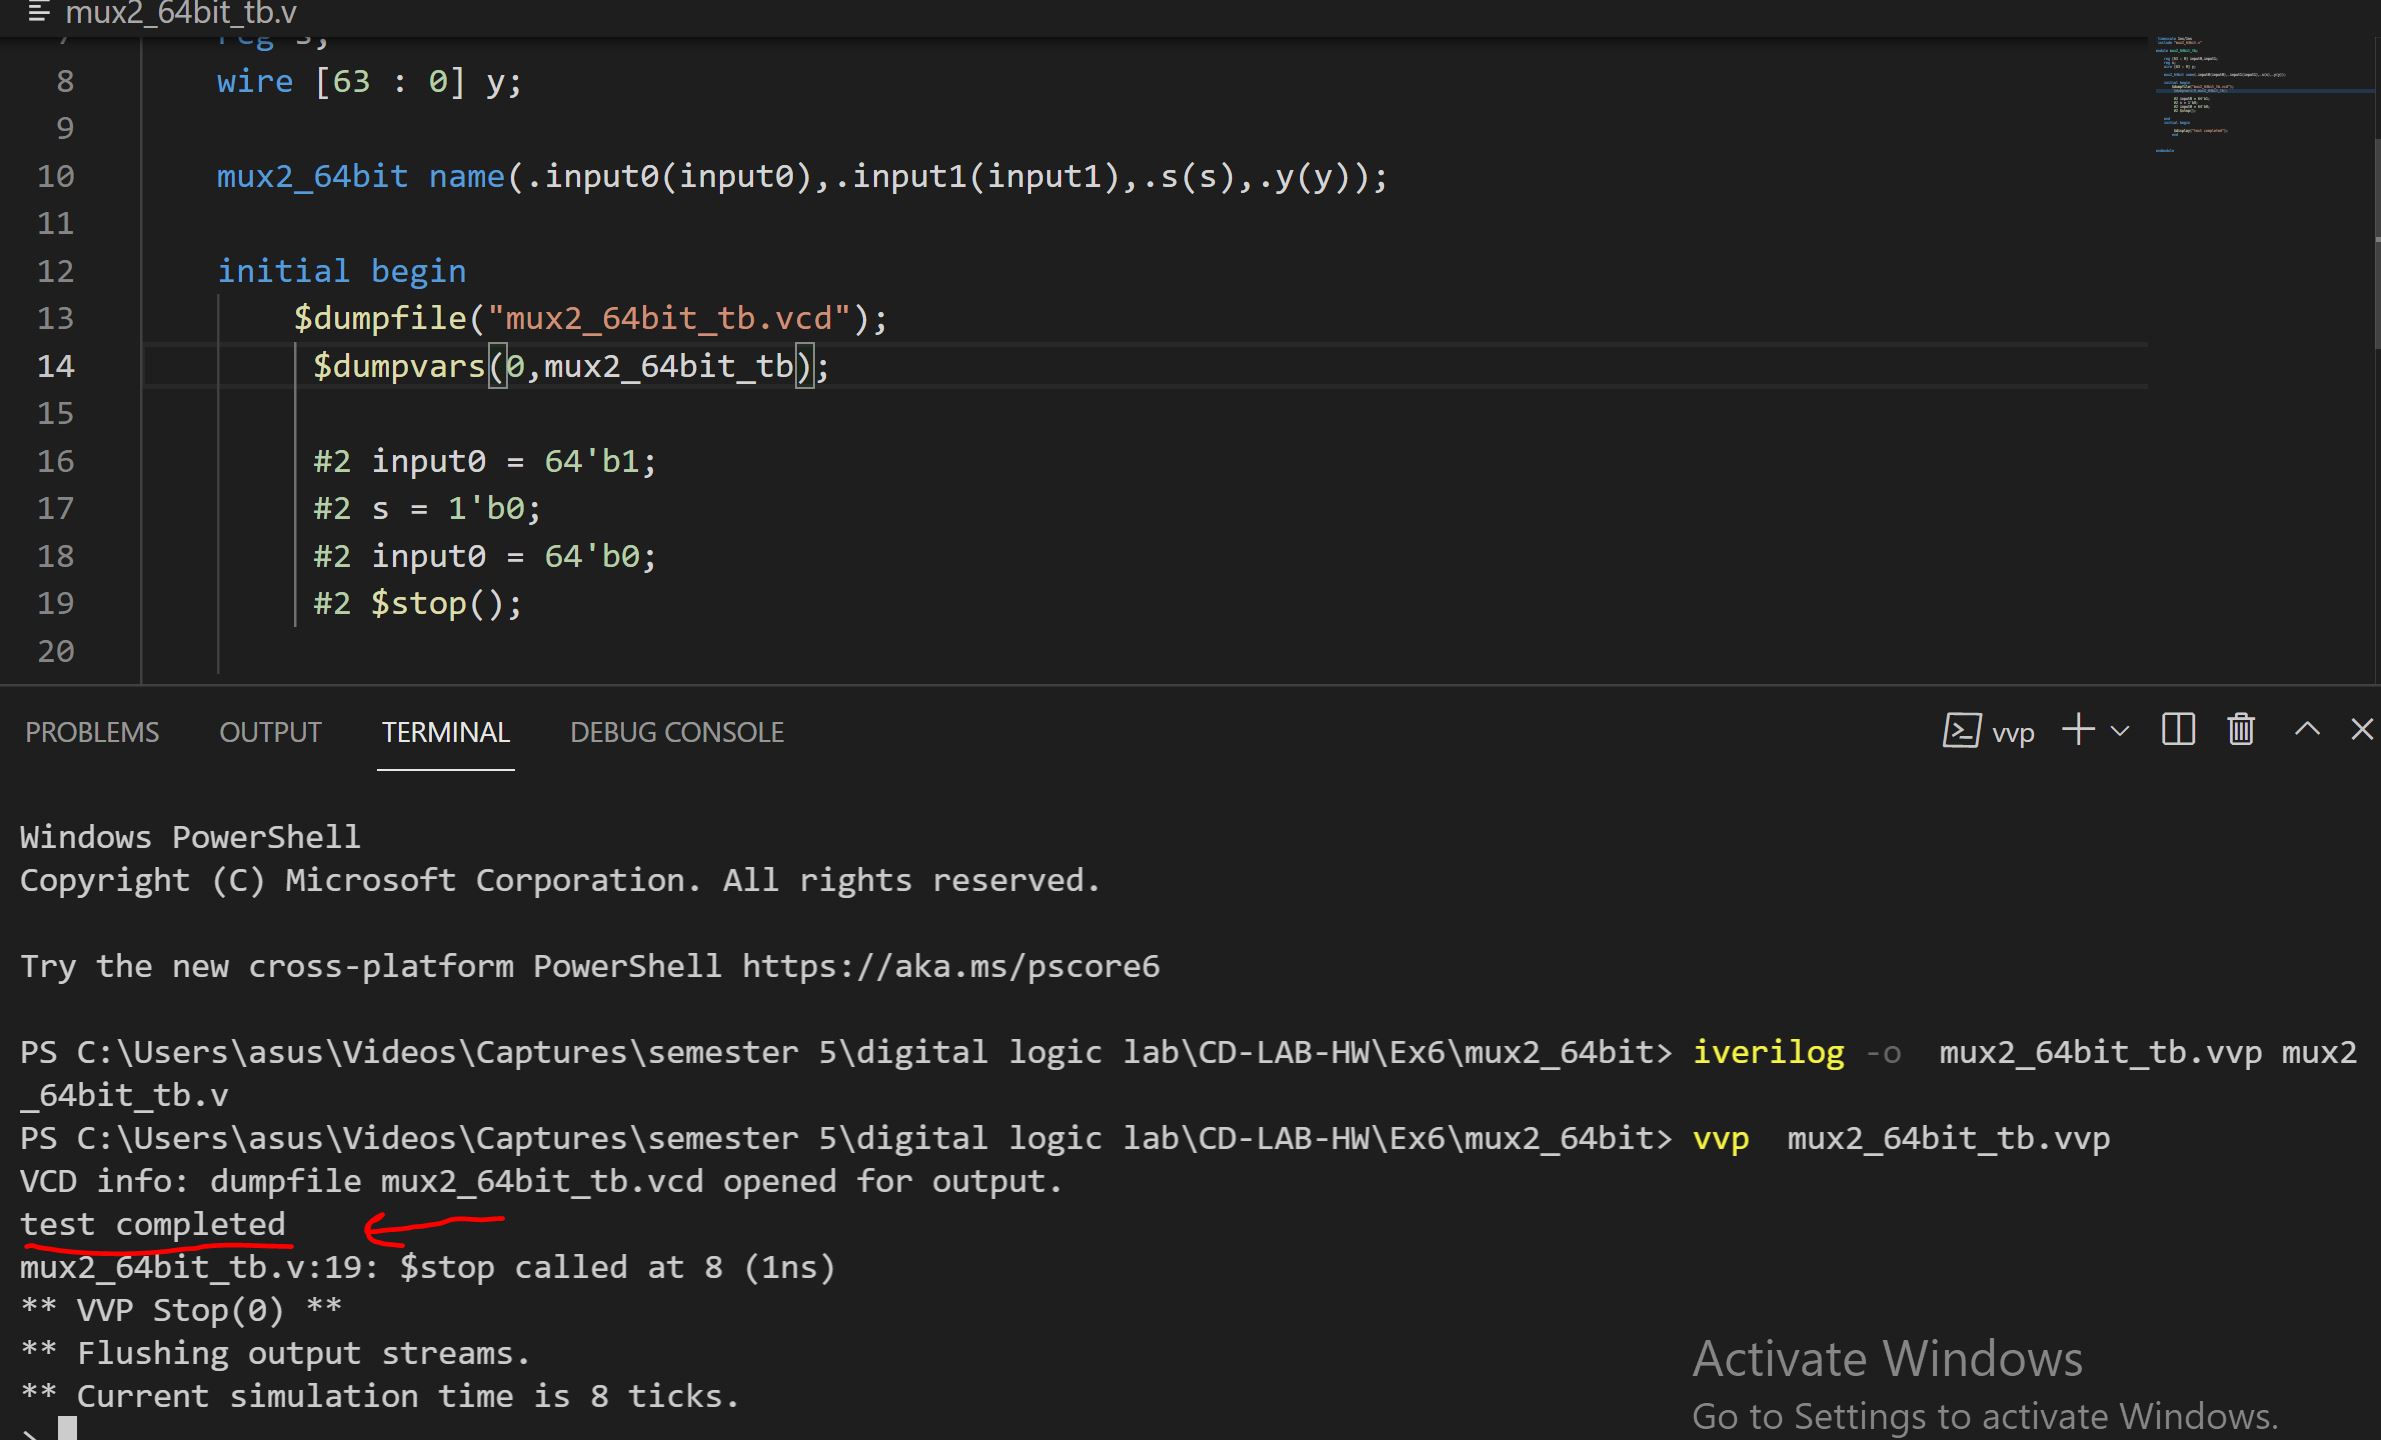 mux2_64bit_tb.v
7 reg s;
8 wire [63 : 0] y;
9
10 mux2_64bit name(.input0(input0),.input1(input1),.s(s),.y(y));
11
12 initial begin
13 $dumpfile("mux2_64bit_tb.vcd");
14 $dumpvars(0,mux2_64bit_tb);
15
16 #2 input0 = 64'b1;
17 #2 s = 1'b0;
18 #2 input0 = 64'b0;
19 #2 $stop();
20
PROBLEMS OUTPUT TERMINAL DEBUG CONSOLE vvp
Windows PowerShell
Copyright (C) Microsoft Corporation. All rights reserved.
Try the new cross-platform PowerShell https://aka.ms/pscore6
PS C:\Users\asus\Videos\Captures\semester 5\digital logic lab\CD-LAB-HW\Ex6\mux2_64bit> iverilog -o  mux2_64bit_tb.vvp mux2
_64bit_tb.v
PS C:\Users\asus\Videos\Captures\semester 5\digital logic lab\CD-LAB-HW\Ex6\mux2_64bit> vvp  mux2_64bit_tb.vvp
VCD info: dumpfile mux2_64bit_tb.vcd opened for output.
test completed
mux2_64bit_tb.v:19: $stop called at 8 (1ns)
** VVP Stop(0) **
** Flushing output streams.
** Current simulation time is 8 ticks.
>
Activate Windows
Go to Settings to activate Windows.